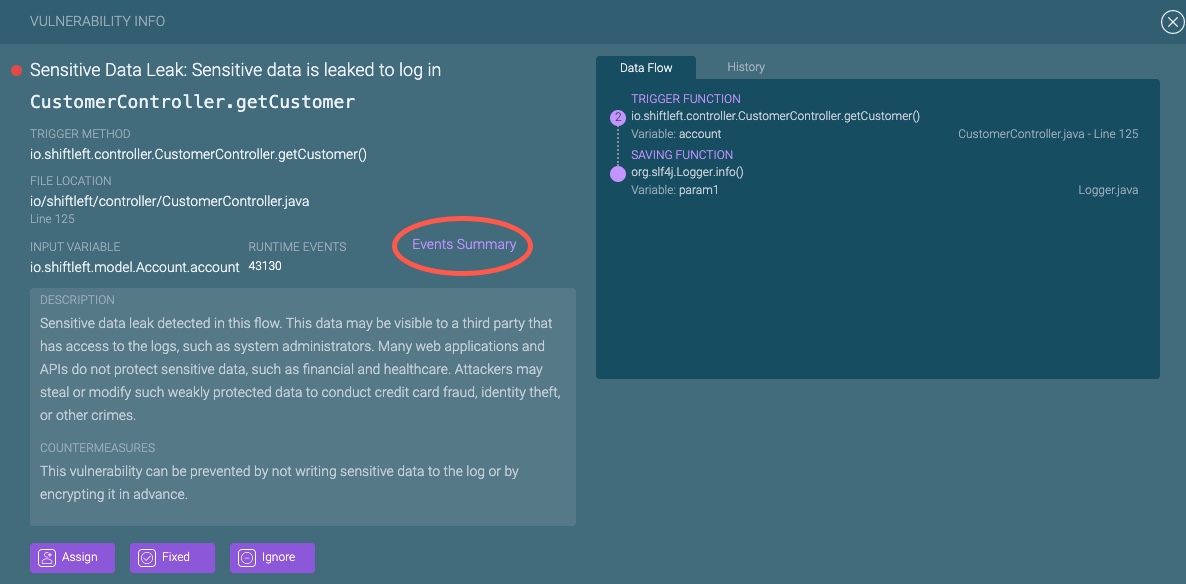 VULNERABILITY INFO
Sensitive Data Leak: Sensitive data is leaked to log in
CustomerController.getCustomer
TRIGGER METHOD
io.shiftleft.controller.CustomerController.getCustomer()
FILE LOCATION
io/shiftleft/controller/CustomerController.java
Line 125
INPUT VARIABLE
io.shiftleft.model.Account.account
RUNTIME EVENTS
43130
Events Summary
DESCRIPTION
Sensitive data leak detected in this flow. This data may be visible to a third party that
has access to the logs, such as system administrators. Many web applications and
APIs do not protect sensitive data, such as financial and healthcare. Attackers may
steal or modify such weakly protected data to conduct credit card fraud, identity theft,
or other crimes.
COUNTERMEASURES
This vulnerability can be prevented by not writing sensitive data to the log or by
encrypting it in advance.
Assign
Fixed
Ignore
Data Flow
History
TRIGGER FUNCTION
2 io.shiftleft.controller.CustomerController.getCustomer()
Variable: account CustomerController.java - Line 125
SAVING FUNCTION
org.slf4j.Logger.info()
Variable: param1 Logger.java